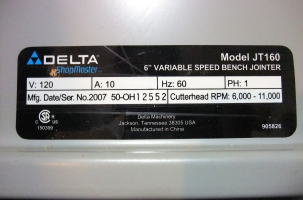 DELTA
ShopMaster
Model JT160
6" VARIABLE SPEED BENCH JOINTER
V: 120 A: 10 Hz: 60 PH: 1
Mfg. Date/Ser. No. 2007 50-OH12552 Cutterhead RPM: 6,000 - 11,000
C US
150399
Delta Machinery
Jackson, Tennessee 38305 USA
Manufactured in China
905826